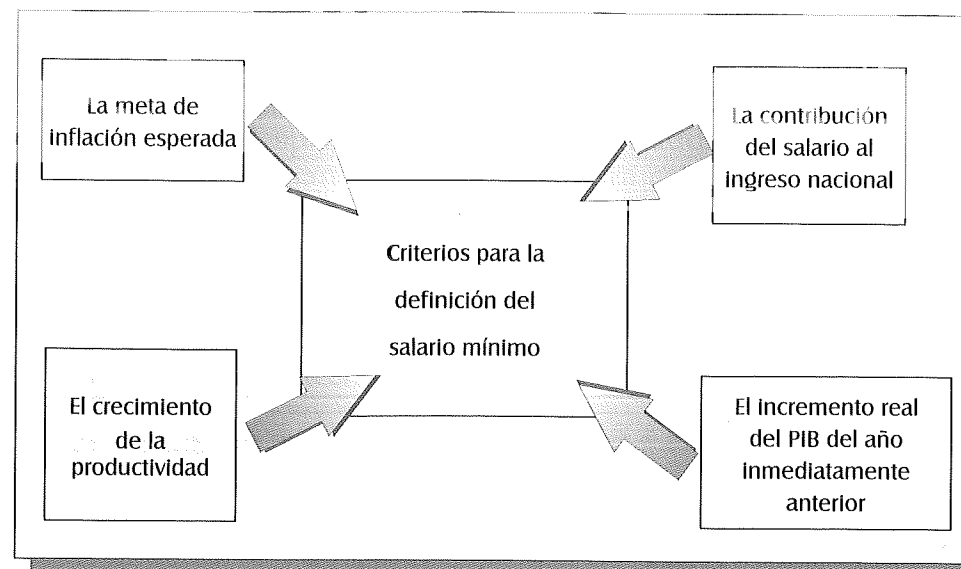 La meta de
inflación esperada
La contribución
del salario al
ingreso nacional
Criterios para la
definición del
salario mínimo
El crecimiento
de la
productividad
El incremento real
del PIB del año
inmediatamente
anterior